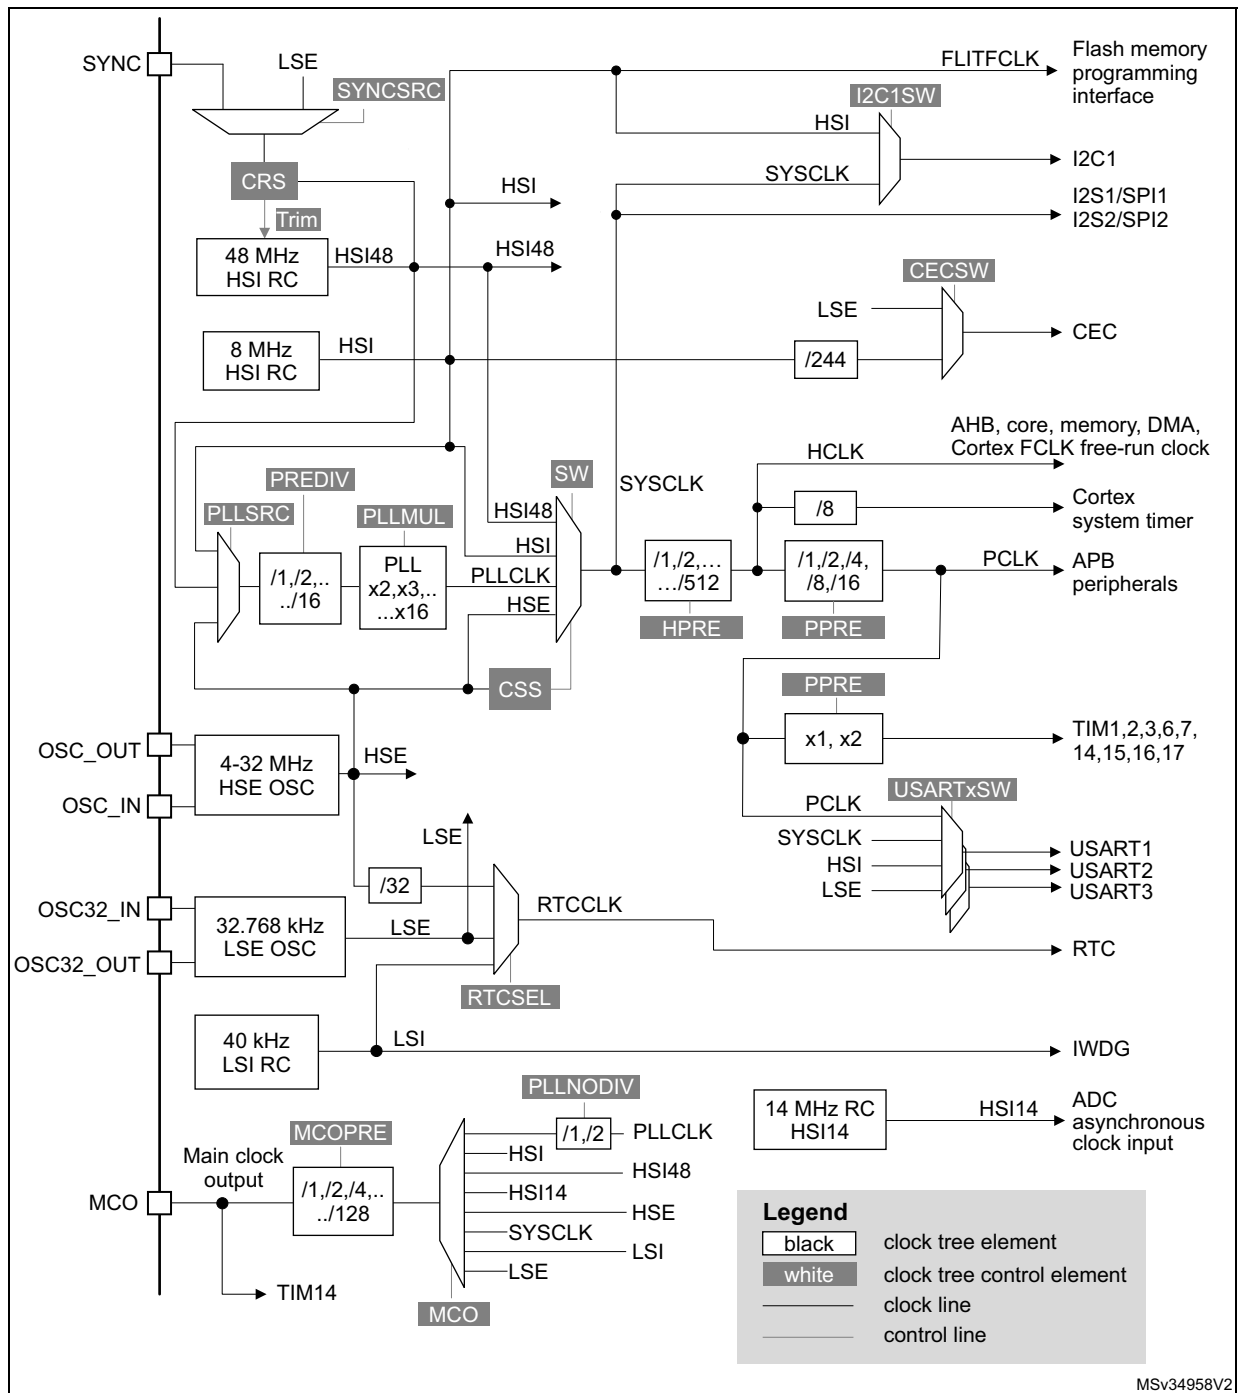 SYNC
LSE
SYNCSRC
FLITFCLK
Flash memory
programming
interface
I2C1SW
HSI
I2C1
SYSCLK
CRS
HSI
I2S1/SPI1
I2S2/SPI2
Trim
48 MHz
HSI RC
HSI48
HSI48
CECSW
LSE
CEC
8 MHz
HSI RC
HSI
/244
AHB, core, memory, DMA,
Cortex FCLK free-run clock
HCLK
SW
SYSCLK
PREDIV
PLLSRC
PLLMUL
HSI48
/8
Cortex
system timer
HSI
/1,/2,..
../16
PLL
x2,x3,..
...x16
PLLCLK
HSE
/1,/2,…
…/512
HPRE
/1,/2,/4,
/8,/16
PPRE
PCLK
APB
peripherals
CSS
PPRE
x1, x2
TIM1,2,3,6,7,
14,15,16,17
OSC_OUT
OSC_IN
4-32 MHz
HSE OSC
HSE
USARTxSW
PCLK
SYSCLK
HSI
LSE
USART1
USART2
USART3
LSE
/32
OSC32_IN
OSC32_OUT
32.768 kHz
LSE OSC
LSE
RTCCLK
RTC
RTCSEL
40 kHz
LSI RC
LSI
IWDG
PLLNODIV
14 MHz RC
HSI14
HSI14
ADC
asynchronous
clock input
MCOPRE
/1,/2
PLLCLK
HSI
HSI48
HSI14
HSE
SYSCLK
LSI
LSE
Main clock
output
MCO
/1,/2,/4,..
../128
TIM14
MCO
Legend
black
clock tree element
white
clock tree control element
clock line
control line
MSv34958V2